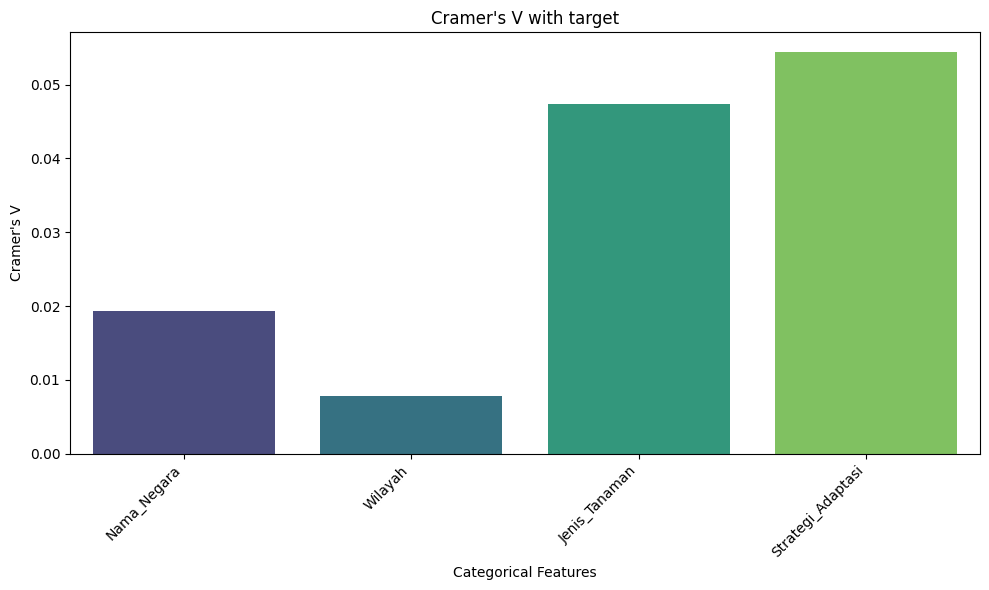 Cramer's V with target
Cramer's V
0.05
0.04
0.03
0.02
0.01
0.00
Nama_Negara
Wilayah
Jenis_Tanaman
Strategi_Adaptasi
Categorical Features